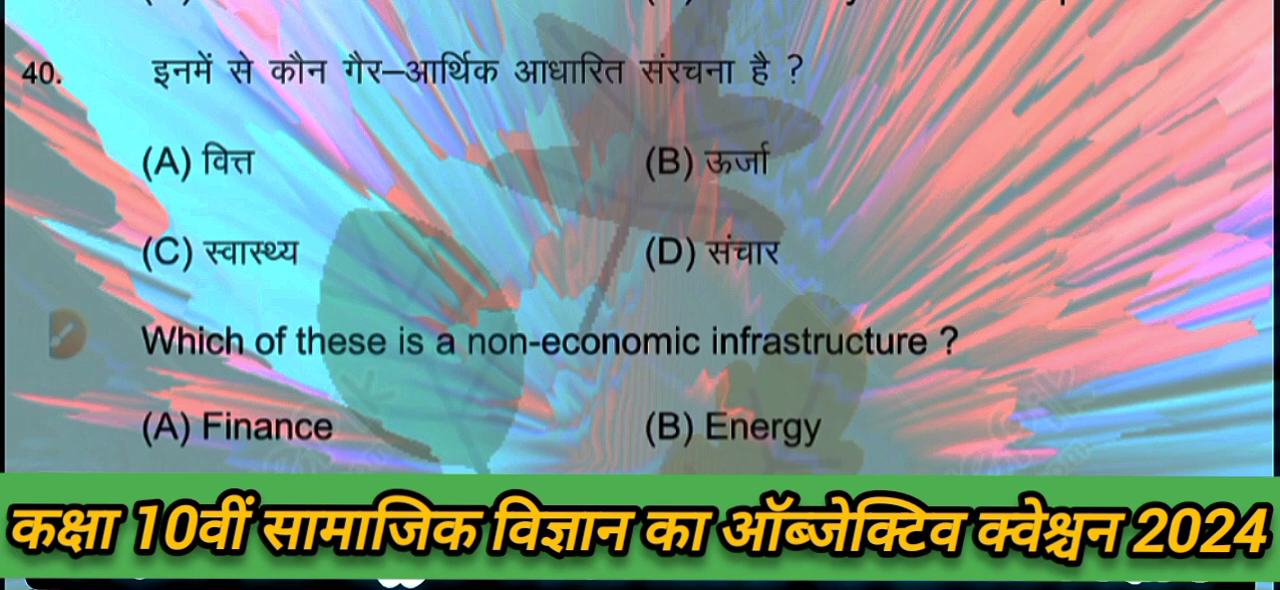 40. इनमें से कौन गैर–आर्थिक आधारित संरचना है ?
(A) वित्त (B) ऊर्जा
(C) स्वास्थ्य (D) संचार
Which of these is a non-economic infrastructure ?
(A) Finance (B) Energy
कक्षा 10वीं सामाजिक विज्ञान का ऑब्जेक्टिव क्वेश्चन 2024